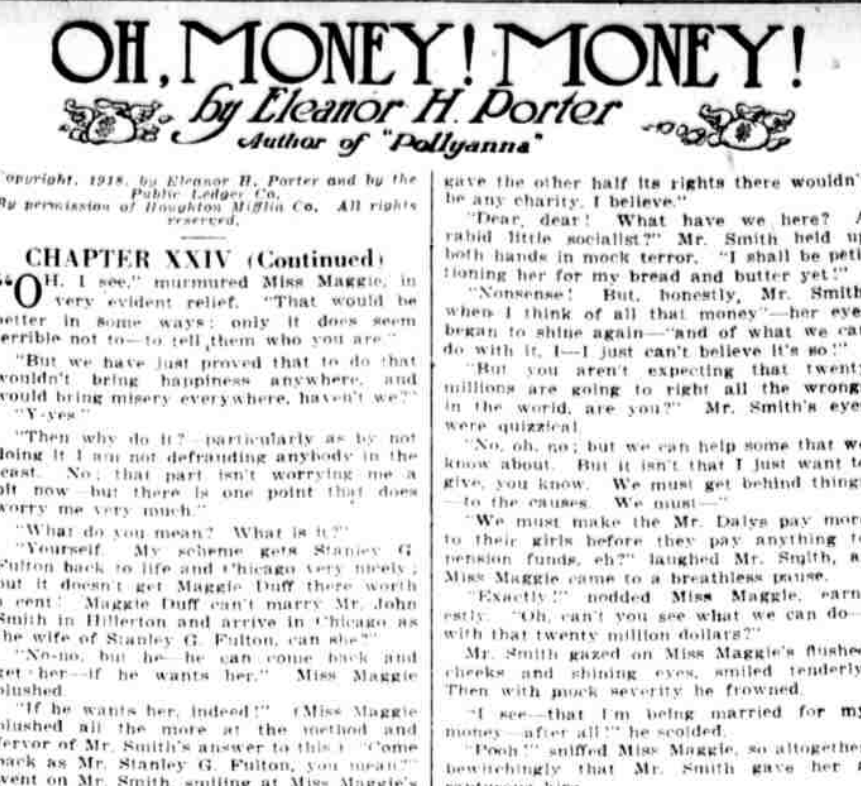 OH, MONEY! MONEY!
by Eleanor H. Porter
Author of "Pollyanna"
opyright, 1918, by Eleanor H. Porter and by the
Public Ledger Co.
By permission of Houghton Mifflin Co. All rights
reserved.
CHAPTER XXIV (Continued)
"OH, I see," murmured Miss Maggie, in
very evident relief. "That would be
better in some ways; only it does seem
errible not to—to tell them who you are."
"But we have just proved that to do that
wouldn't bring happiness anywhere, and
would bring misery everywhere, haven't we?"
"Y-yes."
"Then why do it?—particularly as by not
doing it I am not defrauding anybody in the
east. No; that part isn't worrying me a
bit now—but there is one point that does
worry me very much."
"What do you mean? What is it?"
"Yourself. My scheme gets Stanley G.
Fulton back to life and Chicago very nicely;
but it doesn't get Maggie Duff there worth
a cent! Maggie Duff can't marry Mr. John
Smith in Hillerton and arrive in Chicago as
he wife of Stanley G. Fulton, can she?"
"No-no, but he—he can come back and
get her—if he wants her." Miss Maggie
blushed.
"If he wants her, indeed!" (Miss Maggie
blushed all the more at the method and
fervor of Mr. Smith's answer to this.) "Come
back as Mr. Stanley G. Fulton, you mean?"
went on Mr. Smith, smiling at Miss Maggie's
gave the other half its rights there wouldn'
be any charity, I believe."
"Dear, dear! What have we here? A
rabid little socialist?" Mr. Smith held up
both hands in mock terror. "I shall be peti
tioning her for my bread and butter yet!"
"Nonsense! But, honestly, Mr. Smith
when I think of all that money"—her eye
began to shine again—"and of what we ca
do with it, I—I just can't believe it's so!"
"But you aren't expecting that twenty
millions are going to right all the wrong
in the world, are you?" Mr. Smith's eye
were quizzical.
"No, oh, no; but we can help some that we
know about. But it isn't that I just want to
give, you know. We must get behind thing
—to the causes. We must—"
"We must make the Mr. Dalys pay mor
to their girls before they pay anything to
pension funds, eh?" laughed Mr. Smith, a
Miss Maggie came to a breathless pause.
"Exactly!" nodded Miss Maggie, earn
estly. "Oh, can't you see what we can do—
with that twenty million dollars?"
Mr. Smith gazed on Miss Maggie's flushed
cheeks and shining eyes, smiled tenderly.
Then with mock severity he frowned.
"I see—that I'm being married for my
money—after all!" he scolded.
"Pooh!" sniffed Miss Maggie, so altogether
bewitchingly that Mr. Smith gave her a